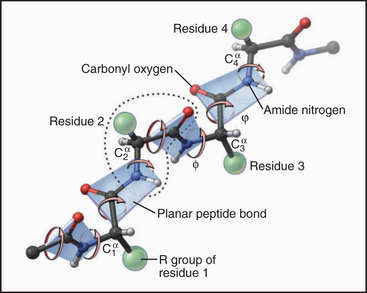 Residue 4
C4α
Carbonyl oxygen
Amide nitrogen
φ
Residue 2
C2α
C3α
ϕ
Residue 3
Planar peptide bond
C1α
R group of
residue 1